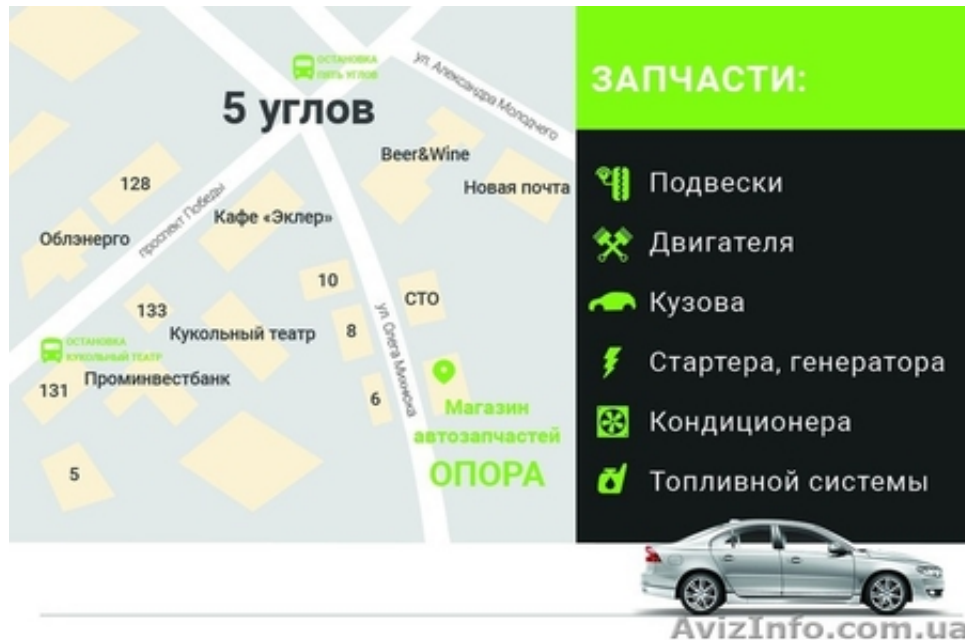 ОСТАНОВКА
ПЯТЬ УГЛОВ
5 углов
ул. Александра Молодчего
Beer&Wine
Новая почта
128
проспект Победы
Облэнерго
Кафе «Эклер»
10
СТО
133
8
ул. Олега Михнюка
Кукольный театр
ОСТАНОВКА
КУКОЛЬНЫЙ ТЕАТР
Проминвестбанк
131
6
Магазин
автозапчастей
ОПОРА
5
ЗАПЧАСТИ:
Подвески
Двигателя
Кузова
Стартера, генератора
Кондиционера
Топливной системы
AvizInfo.com.ua